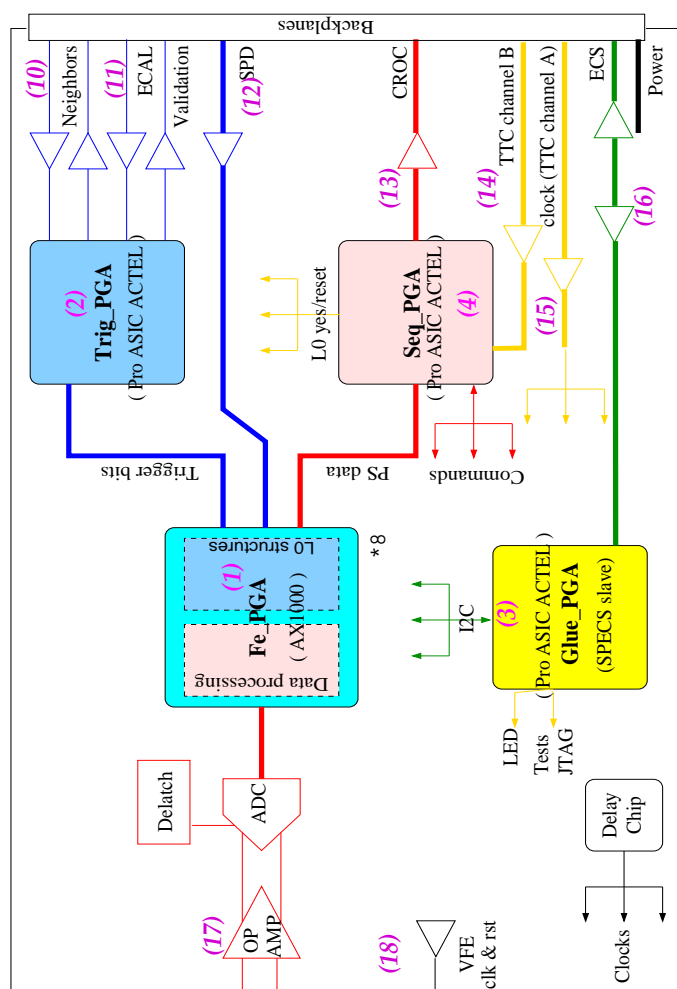 Backplanes
(10)
Neighbors
(11)
ECAL
Validation
SPD
(12)
CROC
(13)
TTC channel B
(14)
clock (TTC channel A)
(15)
ECS
(16)
Power
(2)
Trig_PGA
( Pro ASIC ACTEL )
L0 yes/reset
Seq_PGA
(4)
( Pro ASIC ACTEL )
Trigger bits
PS data
Commands
L0 structures
(1)
Fe_PGA
( AX1000 )
Data processing
*8
I2C
(3)
( Pro ASIC ACTEL )
Glue_PGA
(SPECS slave)
LED
Tests
JTAG
Delatch
ADC
Delay
Chip
(17)
OP
AMP
(18)
VFE
clk & rst
Clocks